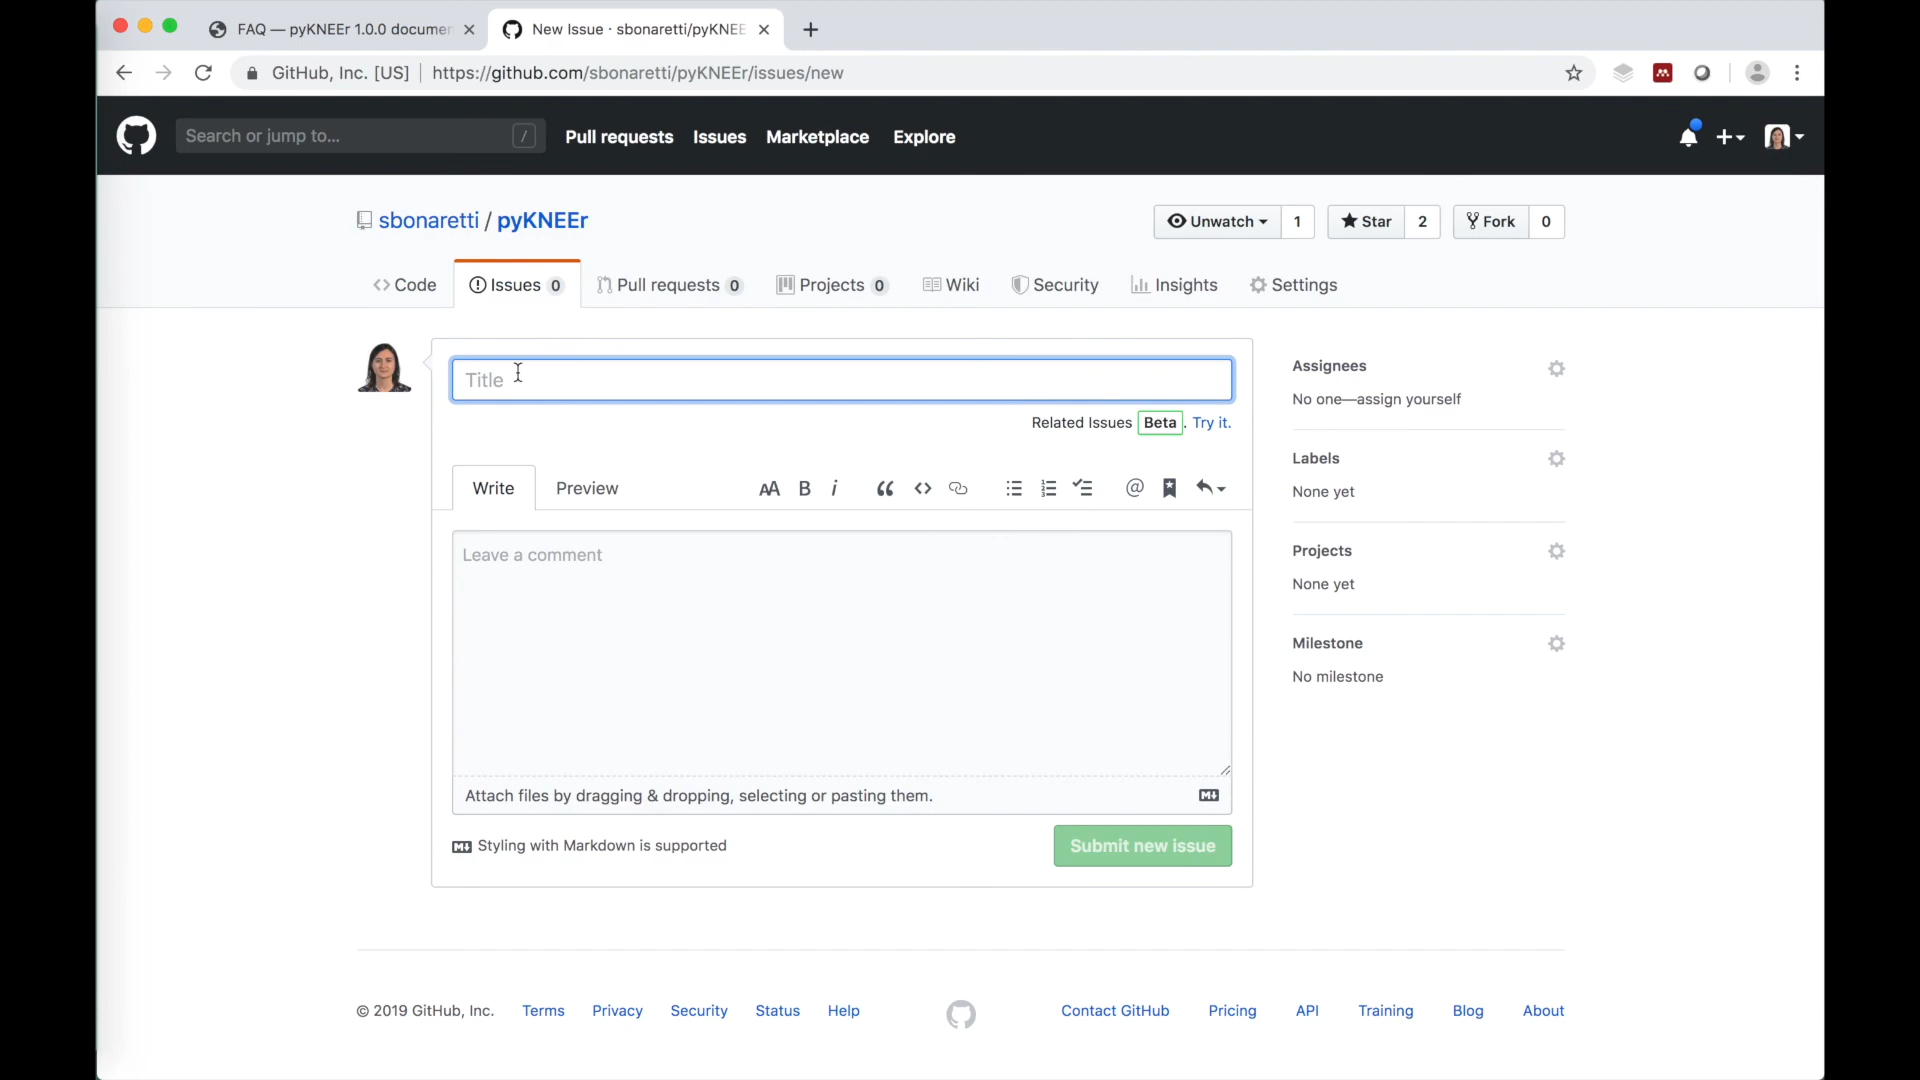 FAQ — pyKNEEr 1.0.0 documen
New Issue · sbonaretti/pyKNEE
GitHub, Inc. [US] https://github.com/sbonaretti/pyKNEEr/issues/new
Search or jump to... /
Pull requests Issues Marketplace Explore
sbonaretti / pyKNEEr
Unwatch 1 Star 2 Fork 0
Code Issues 0 Pull requests 0 Projects 0 Wiki Security Insights Settings
Title
Related Issues Beta. Try it.
Write Preview
AA B i
Leave a comment
Attach files by dragging & dropping, selecting or pasting them.
Styling with Markdown is supported
Submit new issue
Assignees
No one—assign yourself
Labels
None yet
Projects
None yet
Milestone
No milestone
© 2019 GitHub, Inc. Terms Privacy Security Status Help Contact GitHub Pricing API Training Blog About